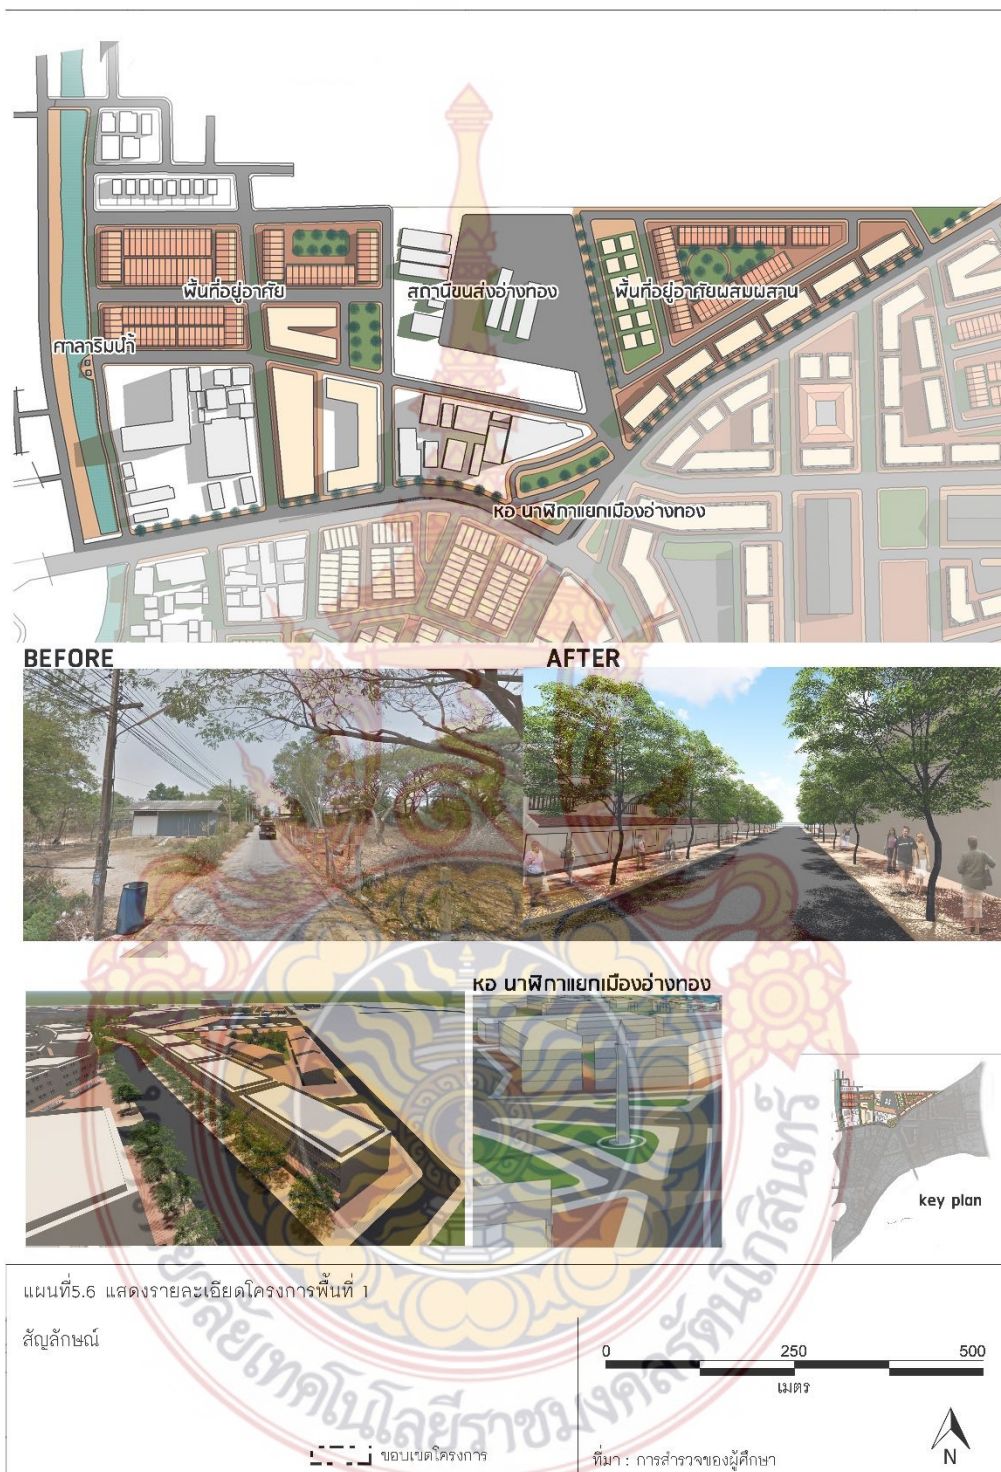 พื้นที่อยู่อาศัย
สถานีขนส่งอ่างทอง
พื้นที่อยู่อาศัยผสมผสาน
ศาลาริมน้ำ
หอ นาฬิกาแยกเมืองอ่างทอง
BEFORE
AFTER
หอ นาฬิกาแยกเมืองอ่างทอง
key plan
แผนที่5.6 แสดงรายละเอียดโครงการพื้นที่ 1
สัญลักษณ์
0 250 500
เมตร
ขอบเขตโครงการ
ที่มา : การสำรวจของผู้ศึกษา
N